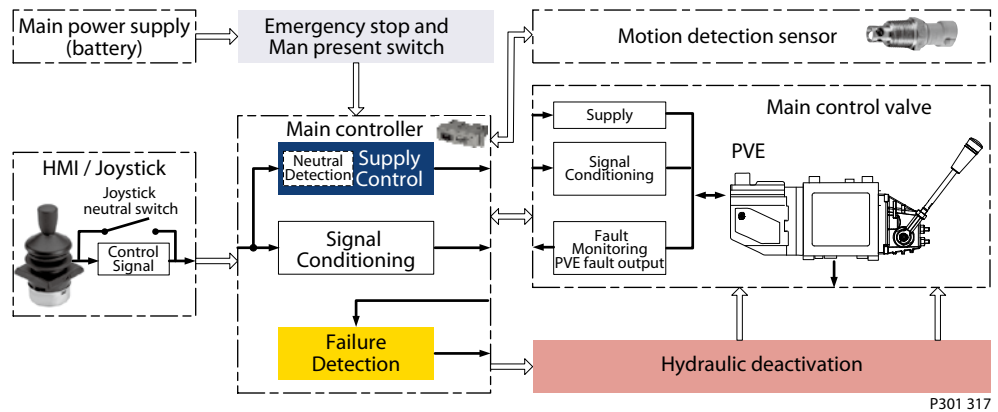 Main power supply
(battery)
Emergency stop and
Man present switch
Motion detection sensor
Main controller
Neutral
Detection
Supply
Control
Signal
Conditioning
Failure
Detection
HMI / Joystick
Joystick
neutral switch
Control
Signal
Main control valve
Supply
Signal
Conditioning
Fault
Monitoring
PVE fault output
PVE
Hydraulic deactivation
P301 317